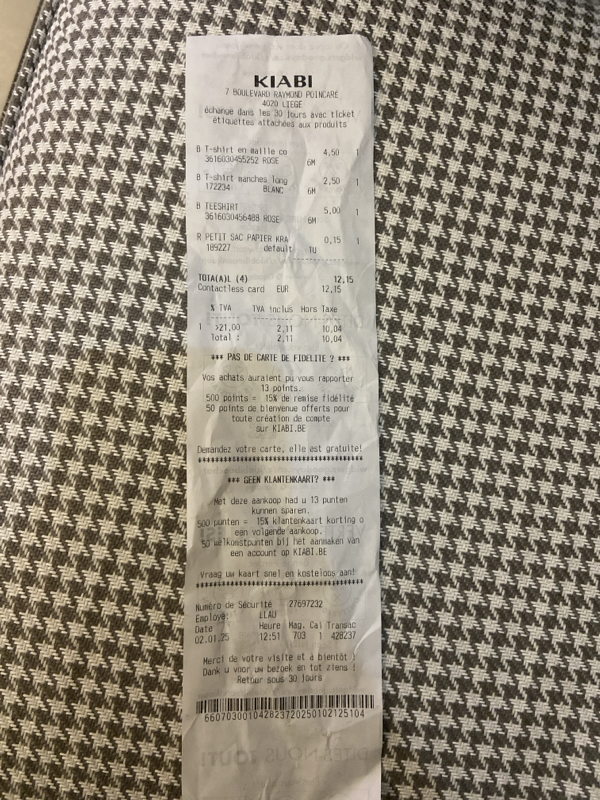 KIABI
7 BOULEVARD RAYMOND POINCARE
4020 LIEGE
échange dans les 30 jours avec ticket
étiquettes attachées aux produits
B T-shirt en maille co 4,50 1
3616030455252 ROSE 6M
B T-shirt manches long 2,50 1
172234 BLANC 6M
B TEESHIRT 5,00 1
3616030456488 ROSE 6M
R PETIT SAC PAPIER KRA 0,15 1
189227 default TU
TOTA(A)L (4) 12,15
Contactless card EUR 12,15
% TVA TVA inclus Hors Taxe
1 >21,00 2,11 10,04
Total : 2,11 10,04
*** PAS DE CARTE DE FIDELITE ? ***
Vos achats auraient pu vous rapporter
13 points.
500 points = 15% de remise fidélité
50 points de bienvenue offerts pour
toute création de compte
sur KIABI.BE
Demandez votre carte, elle est gratuite!
****************************************
*** GEEN KLANTENKAART? ***
Met deze aankoop had u 13 punten
kunnen sparen.
500 punten = 15% klantenkaart korting o
een volgende aankoop.
50 welkomstpunten bij het aanmaken van
een account op KIABI.BE
Vraag uw kaart snel en kosteloos aan!
****************************************
Numéro de Sécurité 27697232
Employé: LLAU
Date Heure Mag. Cai Transac
02.01.25 12:51 703 1 428237
Merci de votre visite et à bientôt !
Dank u voor uw bezoek en tot ziens !
Retour sous 30 jours
660703001042823720250102125104